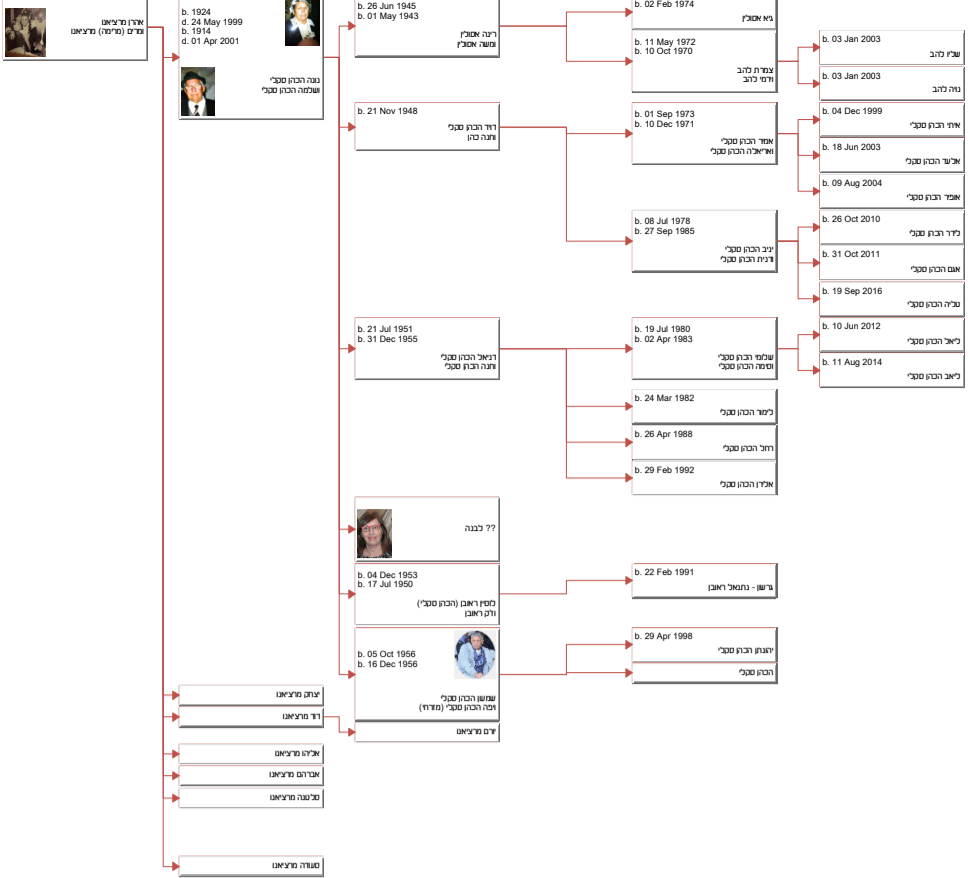 אהרן מרציאנו
ומרים (מרימה) מרציאנו
b. 1924
d. 24 May 1999
b. 1914
d. 01 Apr 2001
נונה הכהן סקלי
ושלמה הכהן סקלי
b. 26 Jun 1945
b. 01 May 1943
רינה אסולין
ומשה אסולין
b. 02 Feb 1974
גיא אסולין
b. 11 May 1972
b. 10 Oct 1970
צמרת להב
וירמי להב
b. 03 Jan 2003
שליו להב
b. 03 Jan 2003
נויה להב
b. 21 Nov 1948
דויד הכהן סקלי
וחנה כהן
b. 01 Sep 1973
b. 10 Dec 1971
אמיר הכהן סקלי
ואריאלה הכהן סקלי
b. 04 Dec 1999
איתי הכהן סקלי
b. 18 Jun 2003
אלעד הכהן סקלי
b. 09 Aug 2004
אופיר הכהן סקלי
b. 08 Jul 1978
b. 27 Sep 1985
יניב הכהן סקלי
ודנית הכהן סקלי
b. 26 Oct 2010
לידר הכהן סקלי
b. 31 Oct 2011
אגם הכהן סקלי
b. 19 Sep 2016
טליה הכהן סקלי
b. 21 Jul 1951
b. 31 Dec 1955
דניאל הכהן סקלי
וחנה הכהן סקלי
b. 19 Jul 1980
b. 02 Apr 1983
שלומי הכהן סקלי
וסימה הכהן סקלי
b. 10 Jun 2012
ליאל הכהן סקלי
b. 11 Aug 2014
ליאב הכהן סקלי
b. 24 Mar 1982
לימור הכהן סקלי
b. 26 Apr 1988
רחל הכהן סקלי
b. 29 Feb 1992
אלירן הכהן סקלי
?? לבנה
b. 04 Dec 1953
b. 17 Jul 1950
לוסיין ראובן (הכהן סקלי)
וז'ק ראובן
b. 22 Feb 1991
גרשון - נתנאל ראובן
b. 05 Oct 1956
b. 16 Dec 1956
שמשון הכהן סקלי
ויפה הכהן סקלי (מזרחי)
b. 29 Apr 1998
יהונתן הכהן סקלי
הכהן סקלי
יצחק מרציאנו
דוד מרציאנו
יורם מרציאנו
אליהו מרציאנו
אברהם מרציאנו
סלטנה מרציאנו
סעודה מרציאנו